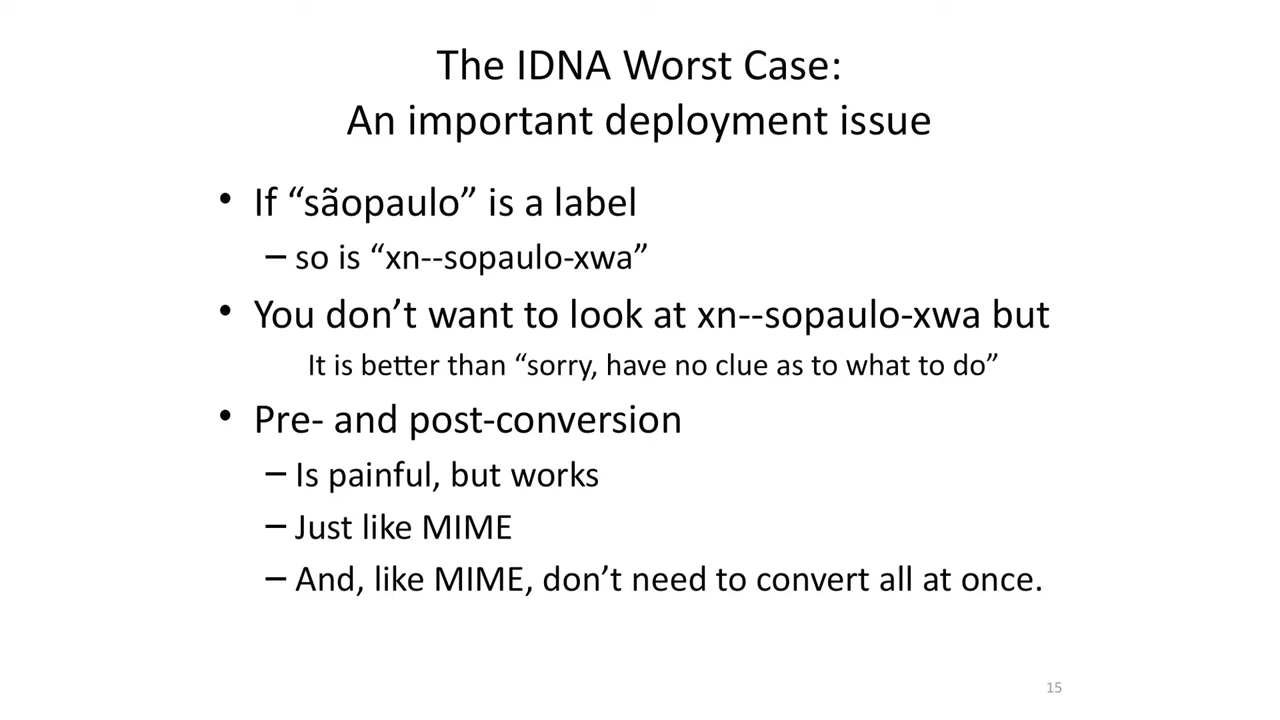 The IDNA Worst Case:
An important deployment issue
• If “sãopaulo” is a label
– so is “xn--sopaulo-xwa”
• You don’t want to look at xn--sopaulo-xwa but
It is better than “sorry, have no clue as to what to do”
• Pre- and post-conversion
– Is painful, but works
– Just like MIME
– And, like MIME, don’t need to convert all at once.
15